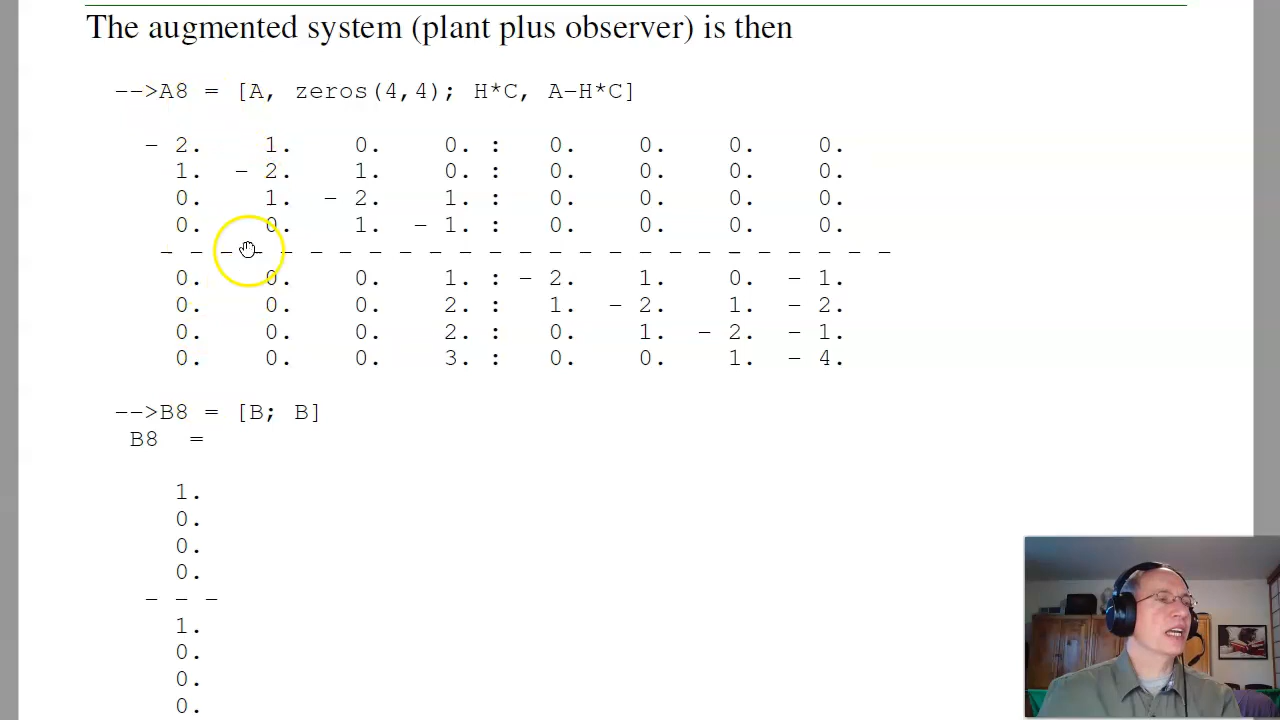 The augmented system (plant plus observer) is then
-->A8 = [A, zeros(4,4); H*C, A-H*C]
- 2. 1. 0. 0. : 0. 0. 0. 0.
1. - 2. 1. 0. : 0. 0. 0. 0.
0. 1. - 2. 1. : 0. 0. 0. 0.
0. 0. 1. - 1. : 0. 0. 0. 0.
- - - - - - - - - - - - - - - - - - - - - - - - -
0. 0. 0. 1. : - 2. 1. 0. - 1.
0. 0. 0. 2. : 1. - 2. 1. - 2.
0. 0. 0. 2. : 0. 1. - 2. - 1.
0. 0. 0. 3. : 0. 0. 1. - 4.
-->B8 = [B; B]
B8 =
1.
0.
0.
0.
- - -
1.
0.
0.
0.